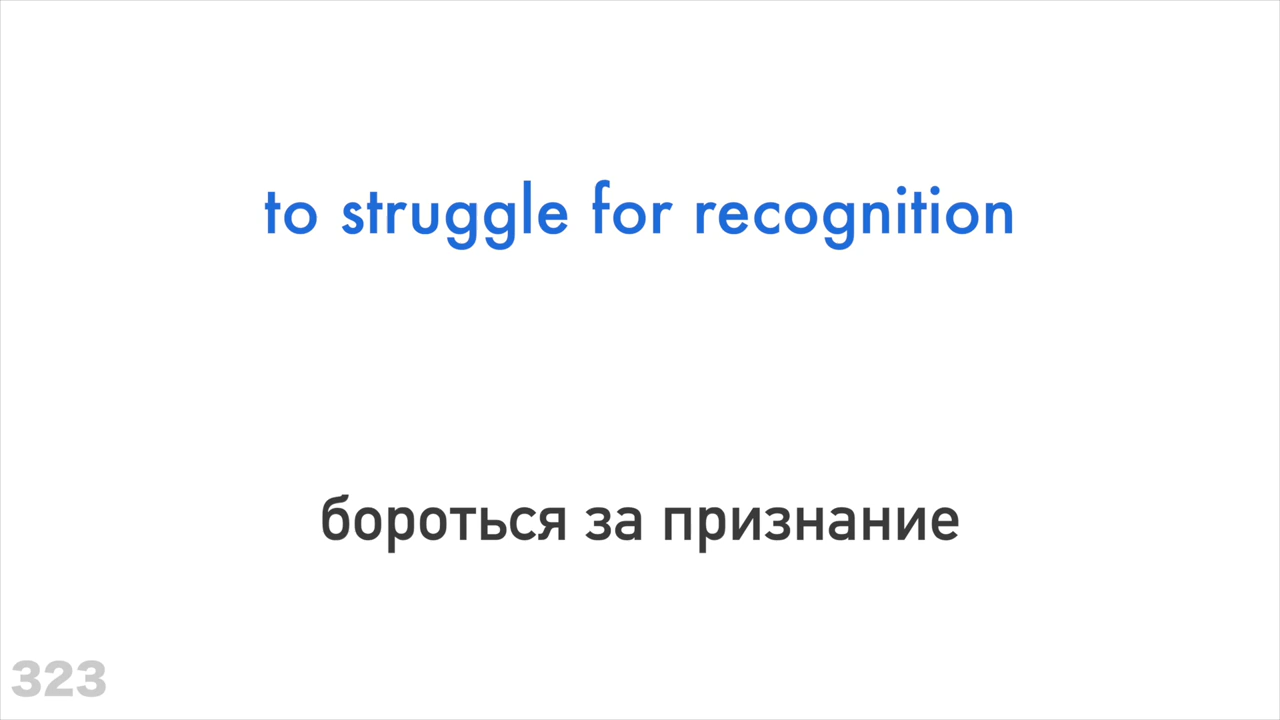 to struggle for recognition
бороться за признание
323